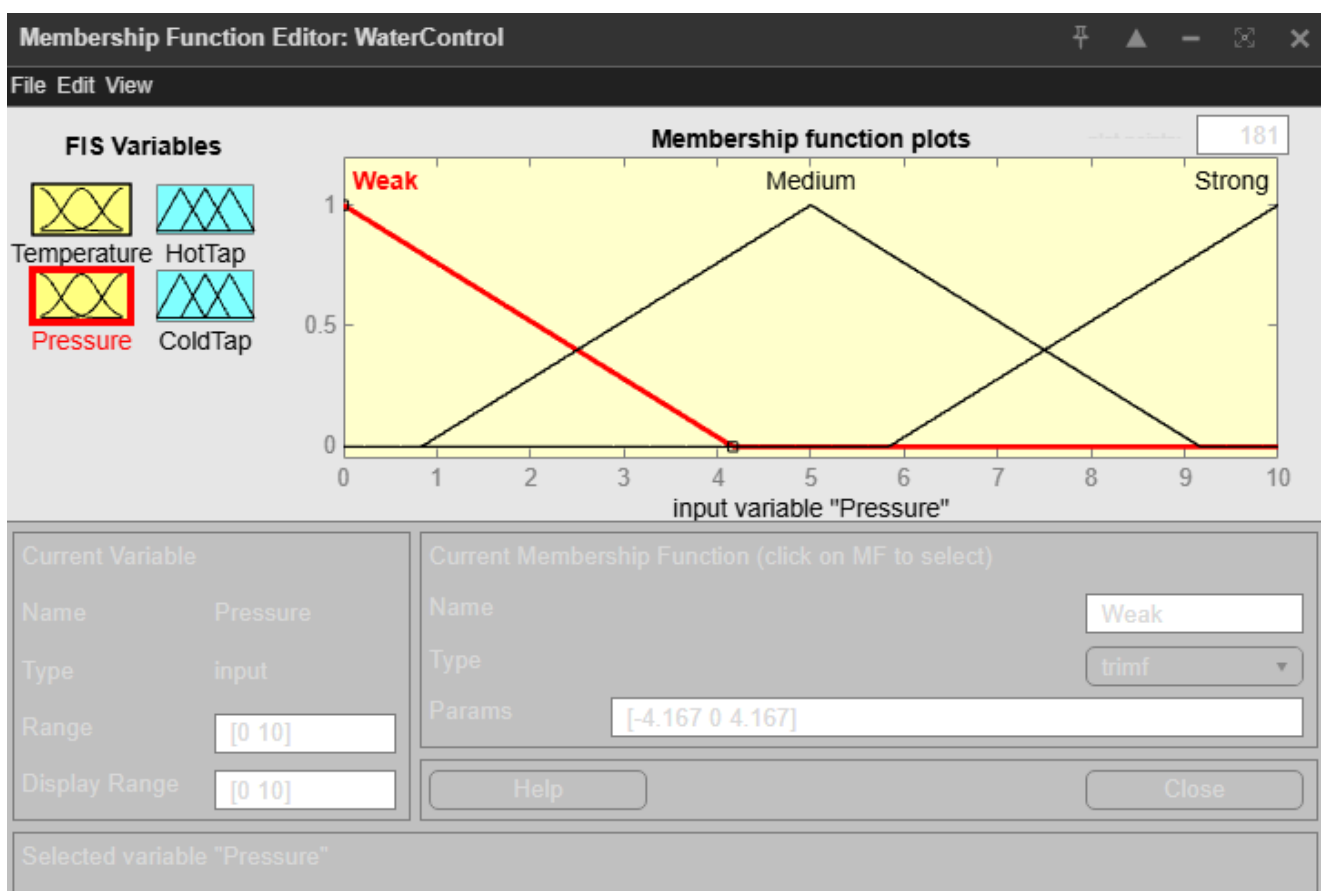 Membership Function Editor: WaterControl
File Edit View
FIS Variables
Membership function plots
181
Temperature HotTap
Pressure ColdTap
Weak Medium Strong
1
0.5
0
0 1 2 3 4 5 6 7 8 9 10
input variable "Pressure"
Current Variable
Name Pressure
Type input
Range [0 10]
Display Range [0 10]
Current Membership Function (click on MF to select)
Name Weak
Type trimf
Params [-4.167 0 4.167]
Help Close
Selected variable "Pressure"